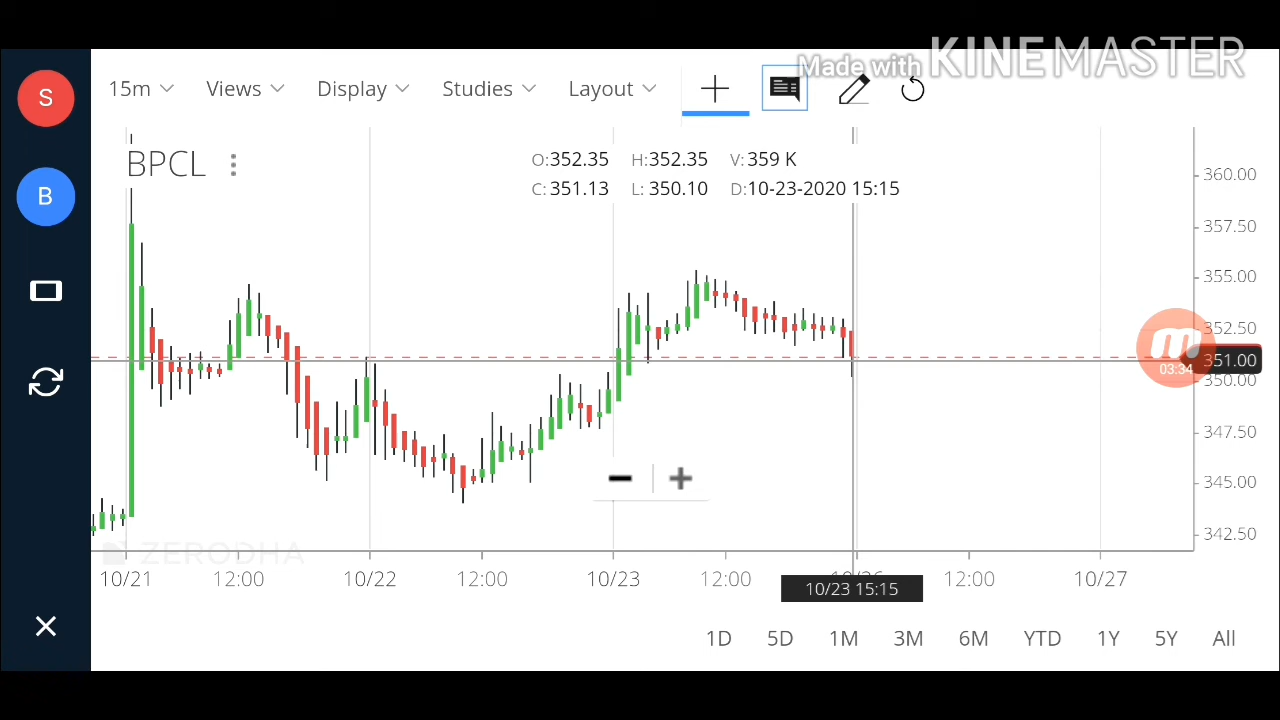 Made with KINEMASTER
S
15m Views Display Studies Layout
B
BPCL
O:352.35 H:352.35 V:359 K
C:351.13 L:350.10 D:10-23-2020 15:15
360.00
357.50
355.00
352.50
351.00
03:34
350.00
347.50
345.00
342.50
ZERODHA
10/21 12:00 10/22 12:00 10/23 12:00 10/26 12:00 10/27
10/23 15:15
1D 5D 1M 3M 6M YTD 1Y 5Y All